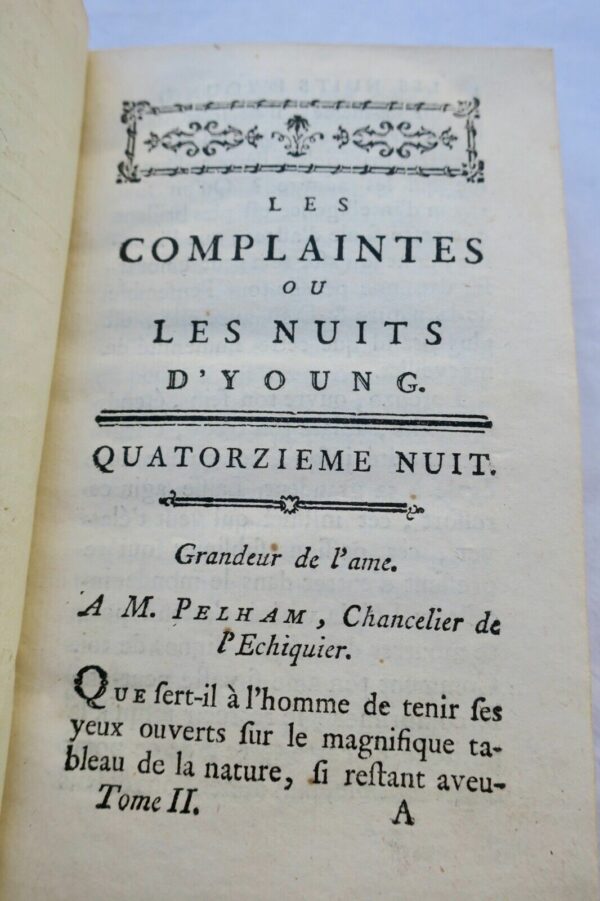 LES
COMPLAINTES
OU
LES NUITS
D'YOUNG.
QUATORZIEME NUIT.
Grandeur de l'ame.
A M. PELHAM, Chancelier de
l'Echiquier.
QUE ſert-il à l'homme de tenir ſes
yeux ouverts ſur le magnifique ta-
bleau de la nature, ſi reſtant aveu-
Tome II. A